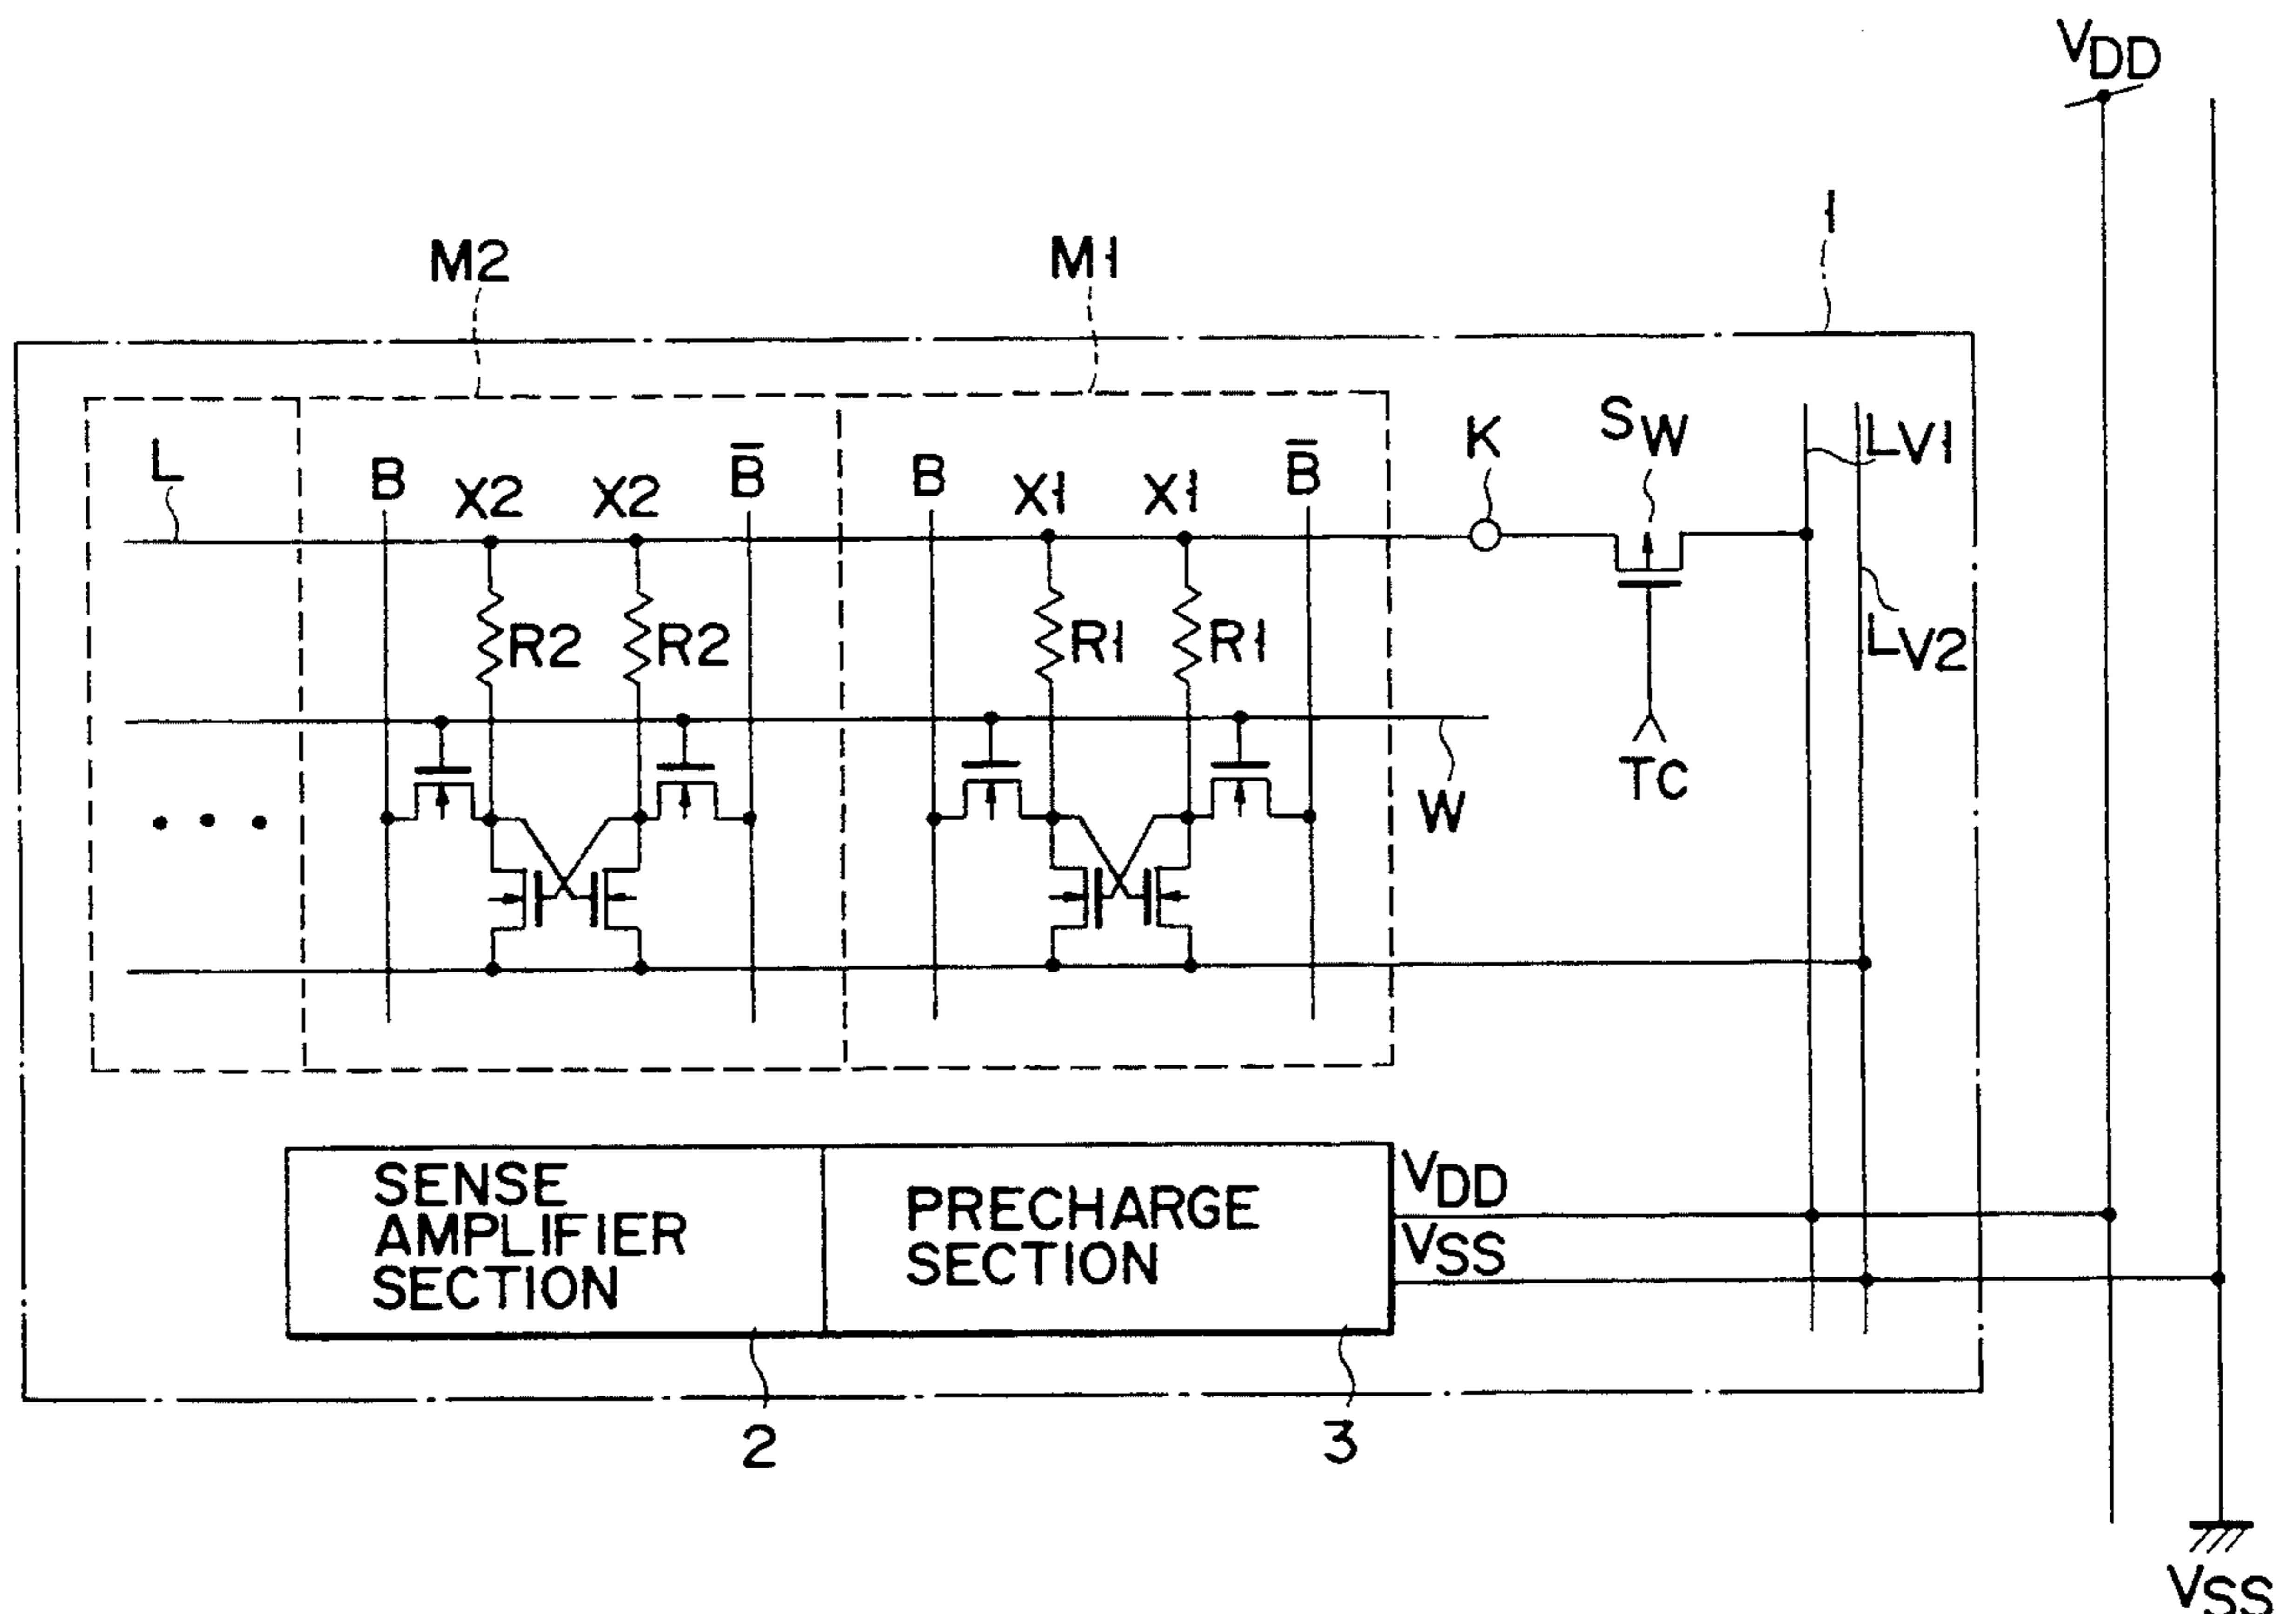 VDD
1
M2
M1
L
B
X2
X2
B̅
B
X1
X1
B̅
K
SW
LV1
R2
R2
R1
R1
LV2
TC
W
• • •
SENSE
AMPLIFIER
SECTION
PRECHARGE
SECTION
VDD
VSS
2
3
VSS